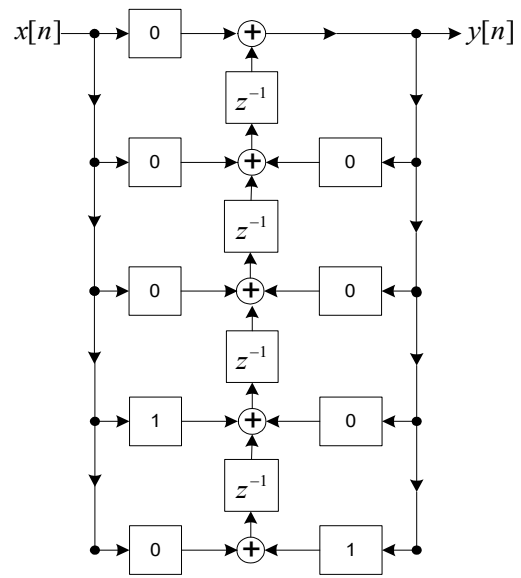 x[n] 0 + y[n]
z⁻¹
0 + 0
z⁻¹
0 + 0
z⁻¹
1 + 0
z⁻¹
0 + 1